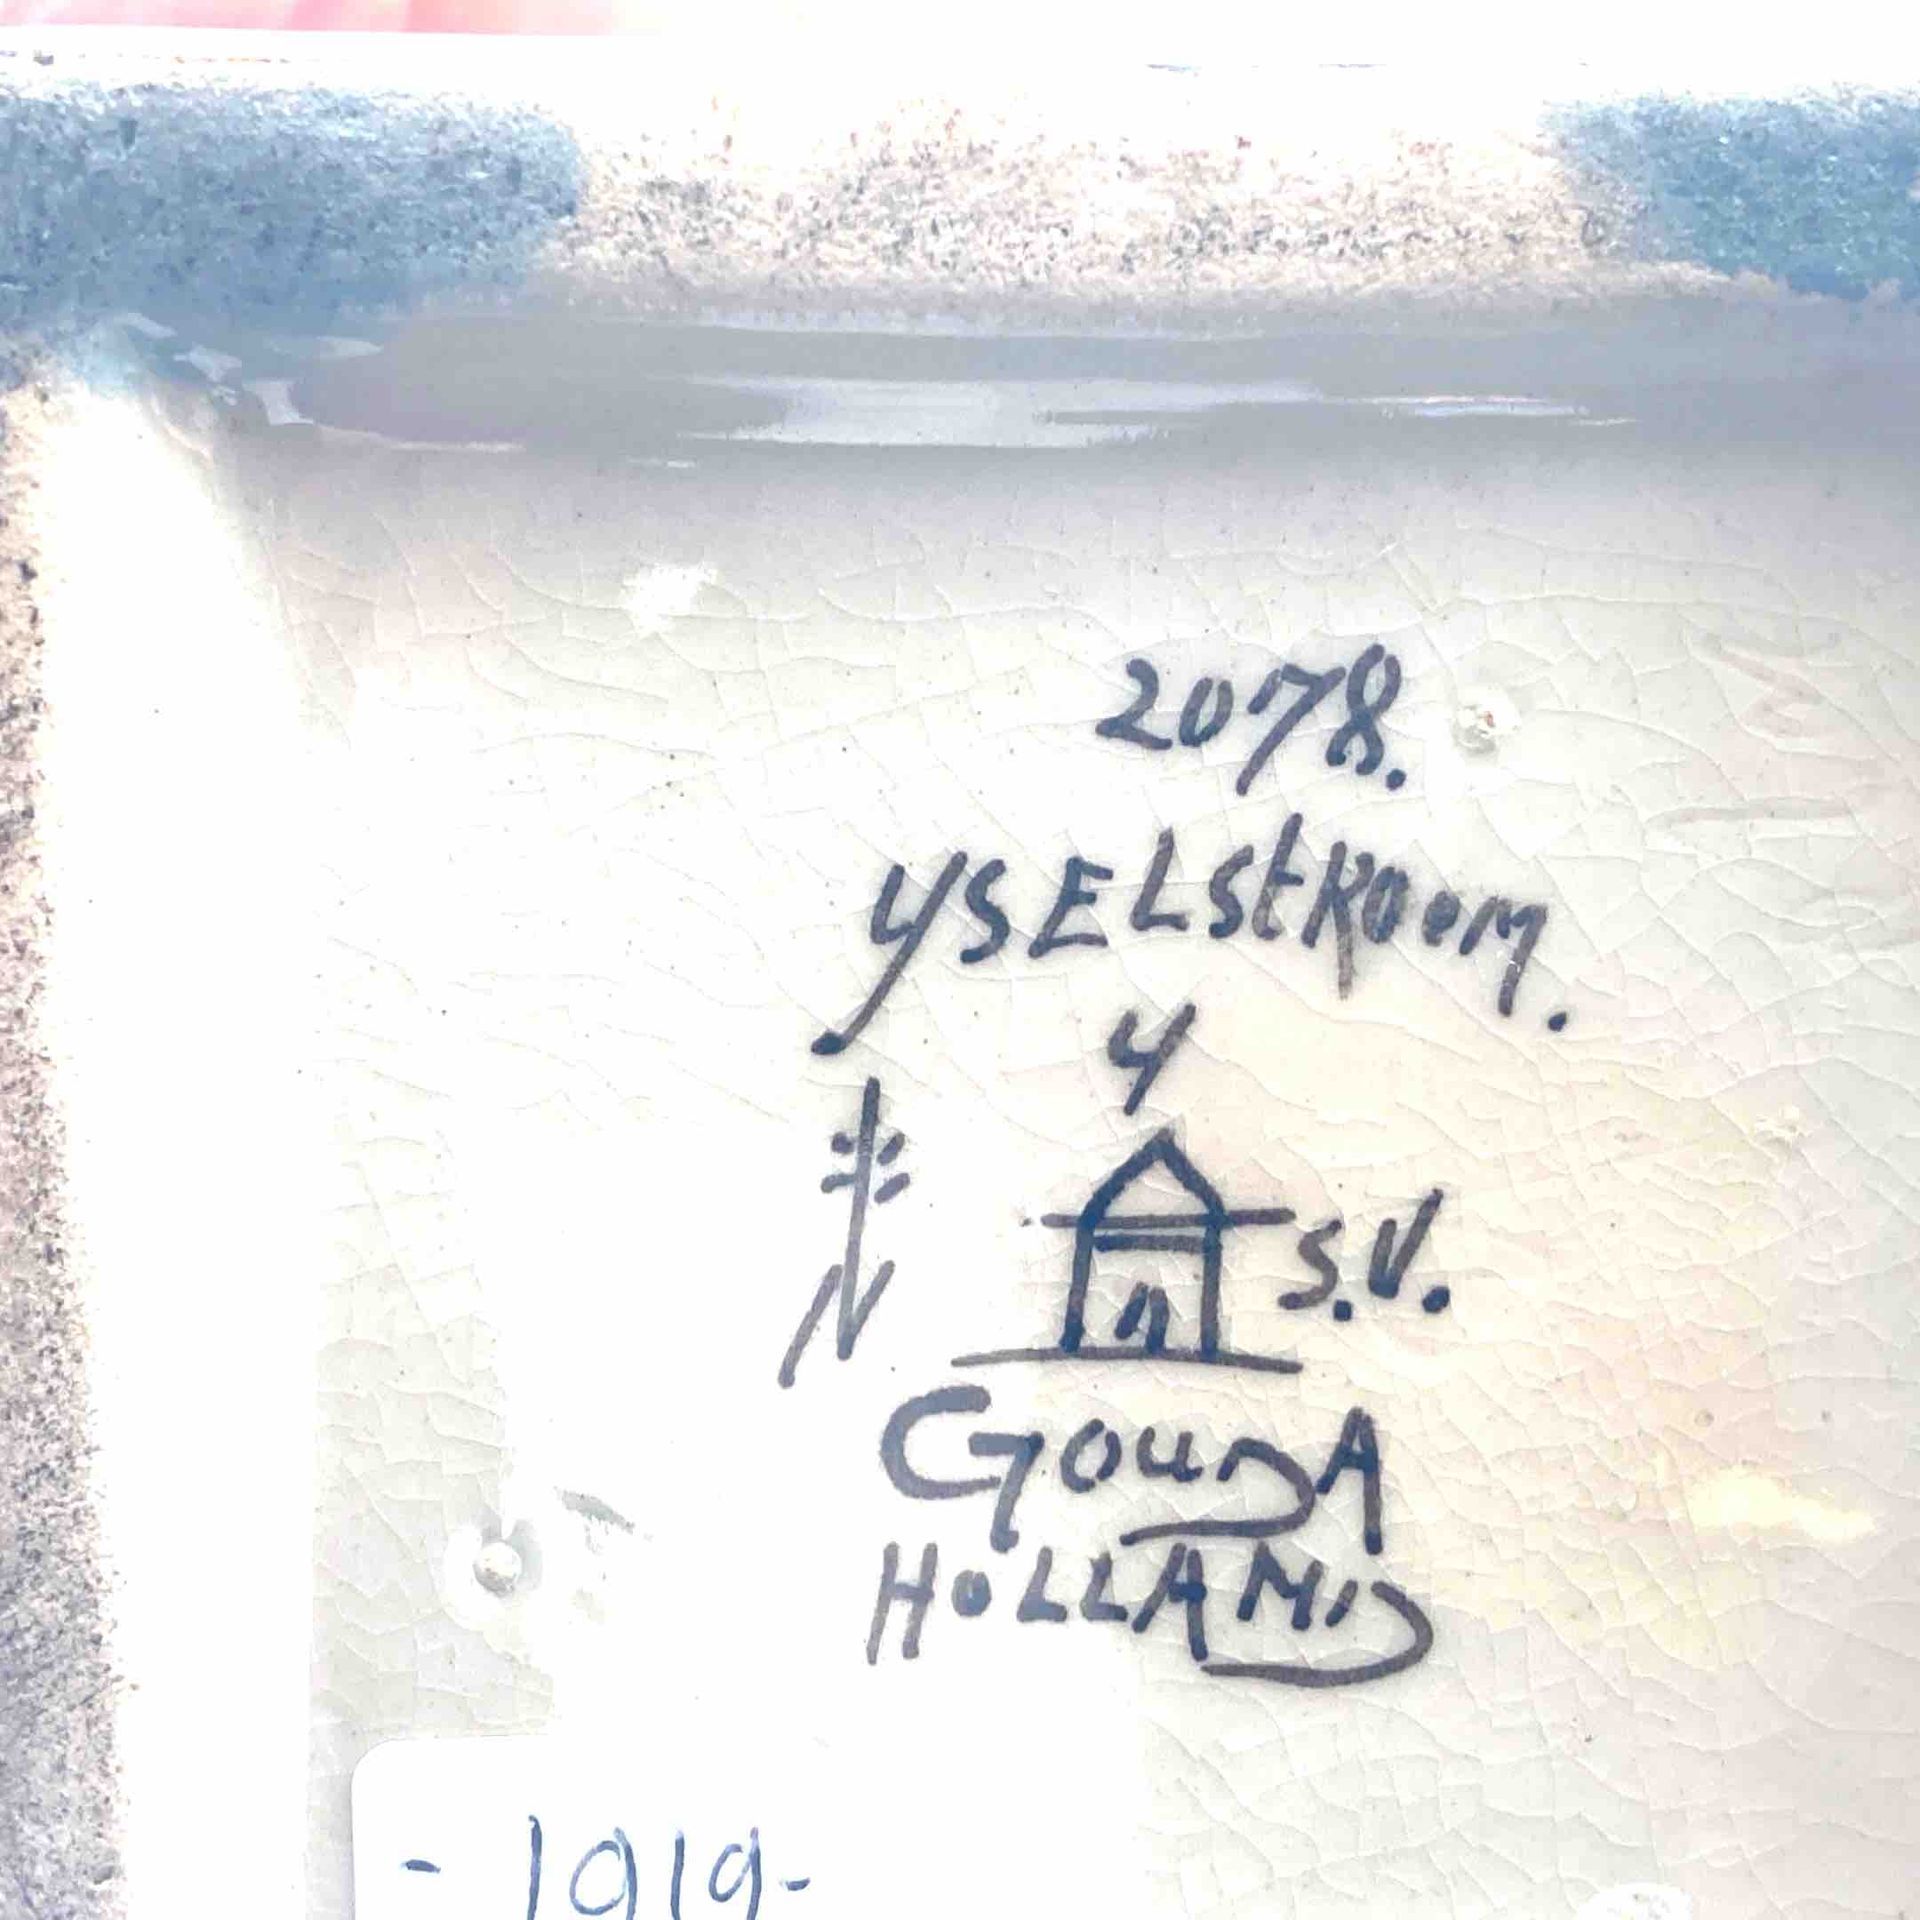 2078.
YSELStRooM.
4
S.V.
GouDA
HoLLAND
- 1919-